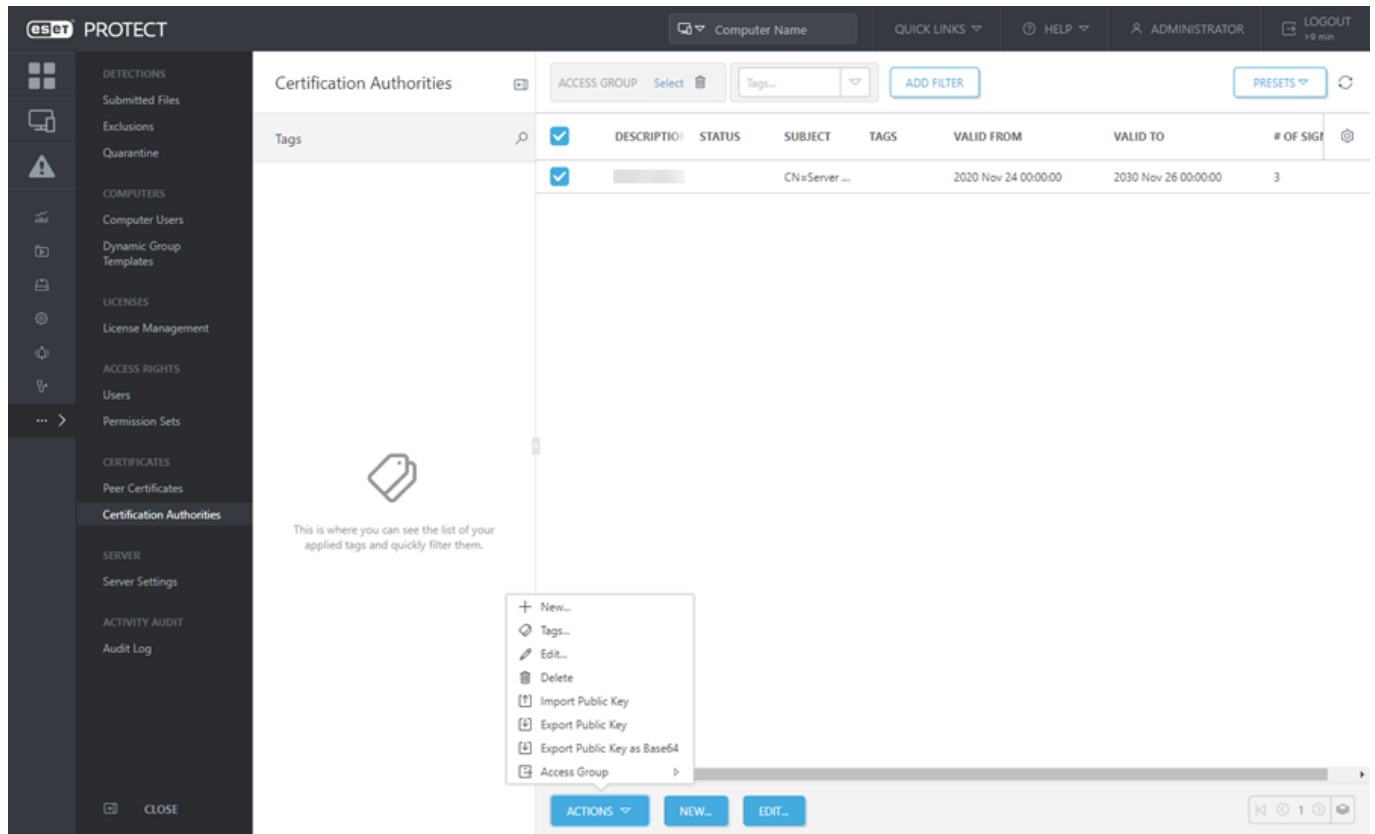 eset PROTECT
Computer Name
QUICK LINKS
HELP
ADMINISTRATOR
LOGOUT
>9 min
DETECTIONS
Submitted Files
Exclusions
Quarantine
COMPUTERS
Computer Users
Dynamic Group
Templates
LICENSES
License Management
ACCESS RIGHTS
Users
Permission Sets
CERTIFICATES
Peer Certificates
Certification Authorities
SERVER
Server Settings
ACTIVITY AUDIT
Audit Log
CLOSE
Certification Authorities
Tags
This is where you can see the list of your
applied tags and quickly filter them.
ACCESS GROUP Select
Tags...
ADD FILTER
PRESETS
DESCRIPTIO STATUS SUBJECT TAGS VALID FROM VALID TO # OF SIGN
CN=Server ... 2020 Nov 24 00:00:00 2030 Nov 26 00:00:00 3
New...
Tags...
Edit...
Delete
Import Public Key
Export Public Key
Export Public Key as Base64
Access Group
ACTIONS
NEW...
EDIT...
1